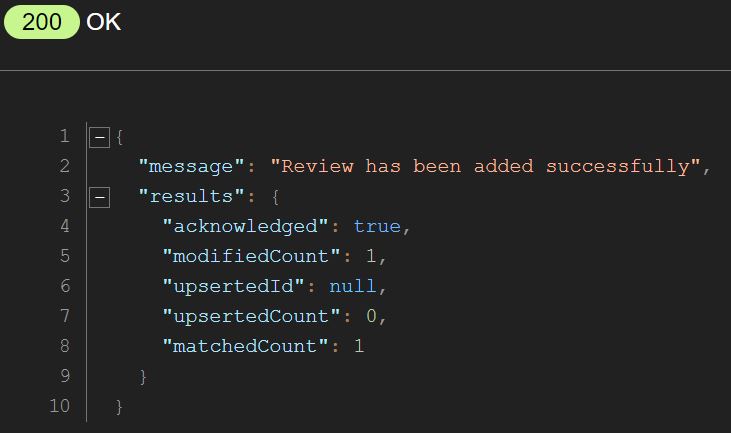 200 OK
1 {
2 "message": "Review has been added successfully",
3 "results": {
4 "acknowledged": true,
5 "modifiedCount": 1,
6 "upsertedId": null,
7 "upsertedCount": 0,
8 "matchedCount": 1
9 }
10 }